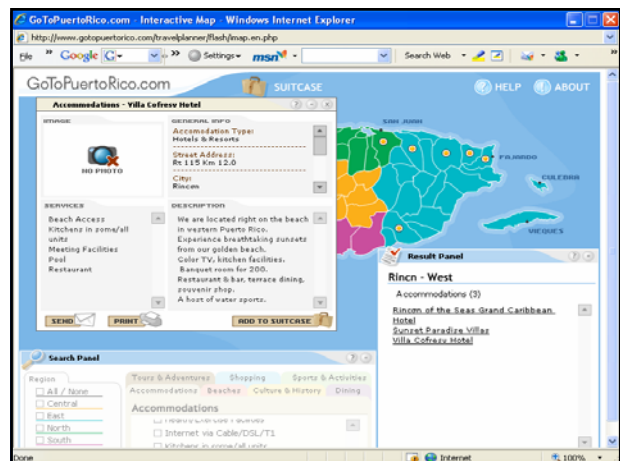 GoToPuertoRico.com - Interactive Map - Windows Internet Explorer
http://www.gotopuertorico.com/travelplanner/flash/map.en.php
File » Google G Settings msn Search Web »
GoToPuertoRico.com SUITCASE HELP ABOUT
Accommodations - Villa Cofresy Hotel
IMAGE
NO PHOTO
GENERAL INFO
Accomodation Type:
Hotels & Resorts
Street Address:
Rt 115 Km 12.0
City:
Rincon
SERVICES
Beach Access
Kitchens in some/all
units
Meeting Facilities
Pool
Restaurant
DESCRIPTION
We are located right on the beach
in western Puerto Rico.
Experience breathtaking sunsets
from our golden beach.
Color TV, kitchen facilities.
Banquet room for 200.
Restaurant & bar, terrace dining,
souvenir shop.
A host of water sports.
SEND PRINT ADD TO SUITCASE
SAN JUAN
FAJARDO
CULEBRA
VIEQUES
Result Panel
Rincn - West
Accommodations (3)
Rincon of the Seas Grand Caribbean
Hotel
Sunset Paradise Villas
Villa Cofresy Hotel
Search Panel
Region
All / None
Central
East
North
South
Tours & Adventures Shopping Sports & Activities
Accommodations Beaches Culture & History Dining
Accommodations
Internet via Cable/DSL/T1
Kitchens in some/all units
Done Internet 100%